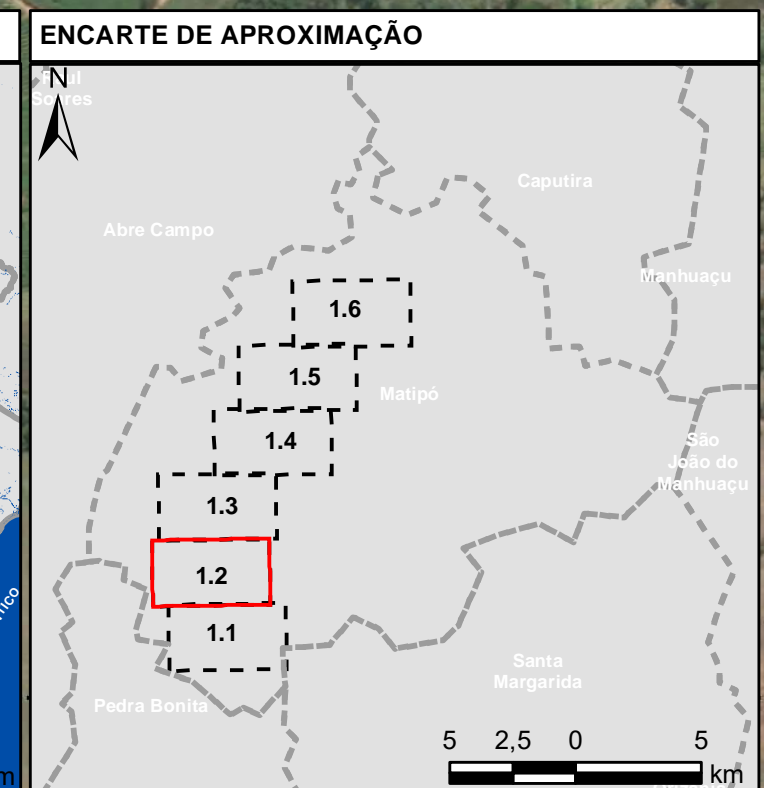 ENCARTE DE APROXIMAÇÃO
N
Soares
Caputira
Abre Campo
Manhuaçu
1.6
1.5
Matipó
1.4
São
João do
Manhuaçu
1.3
1.2
1.1
Santa
Margarida
Pedra Bonita
5 2,5 0 5
km